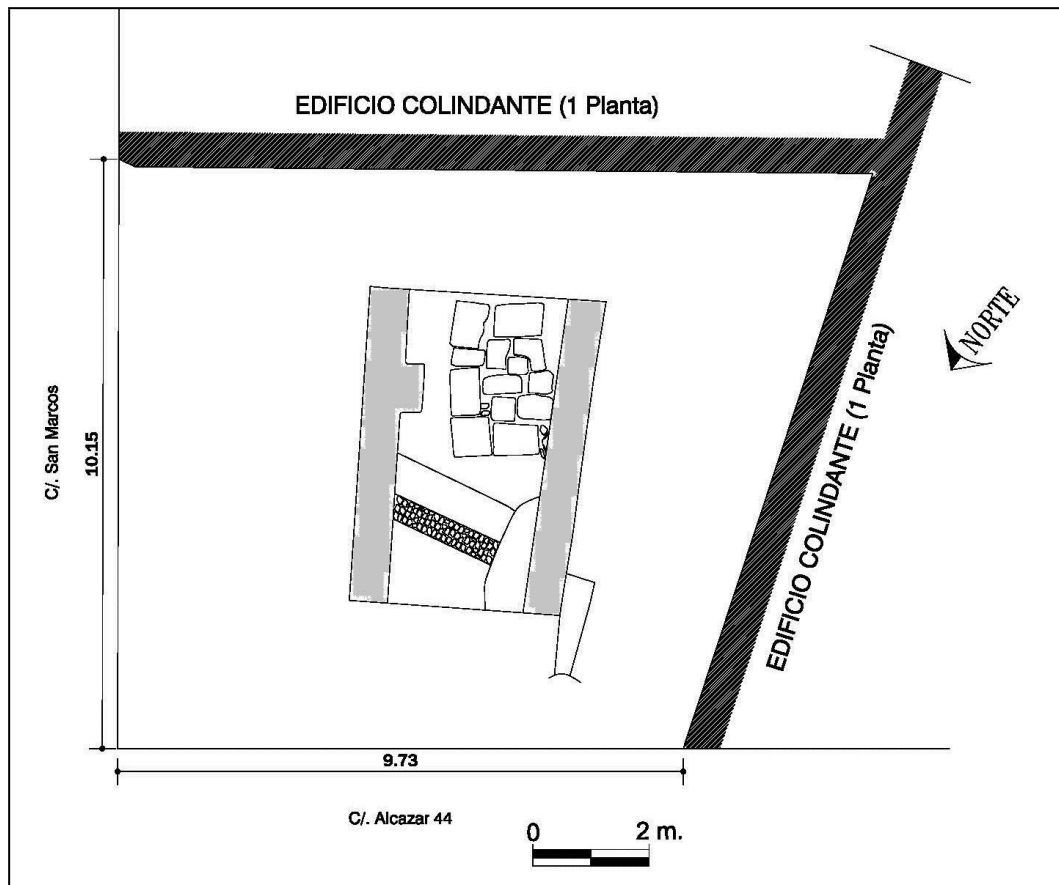 EDIFICIO COLINDANTE (1 Planta)
NORTE
EDIFICIO COLINDANTE (1 Planta)
C/. San Marcos
10.15
9.73
C/. Alcazar 44
0 2 m.